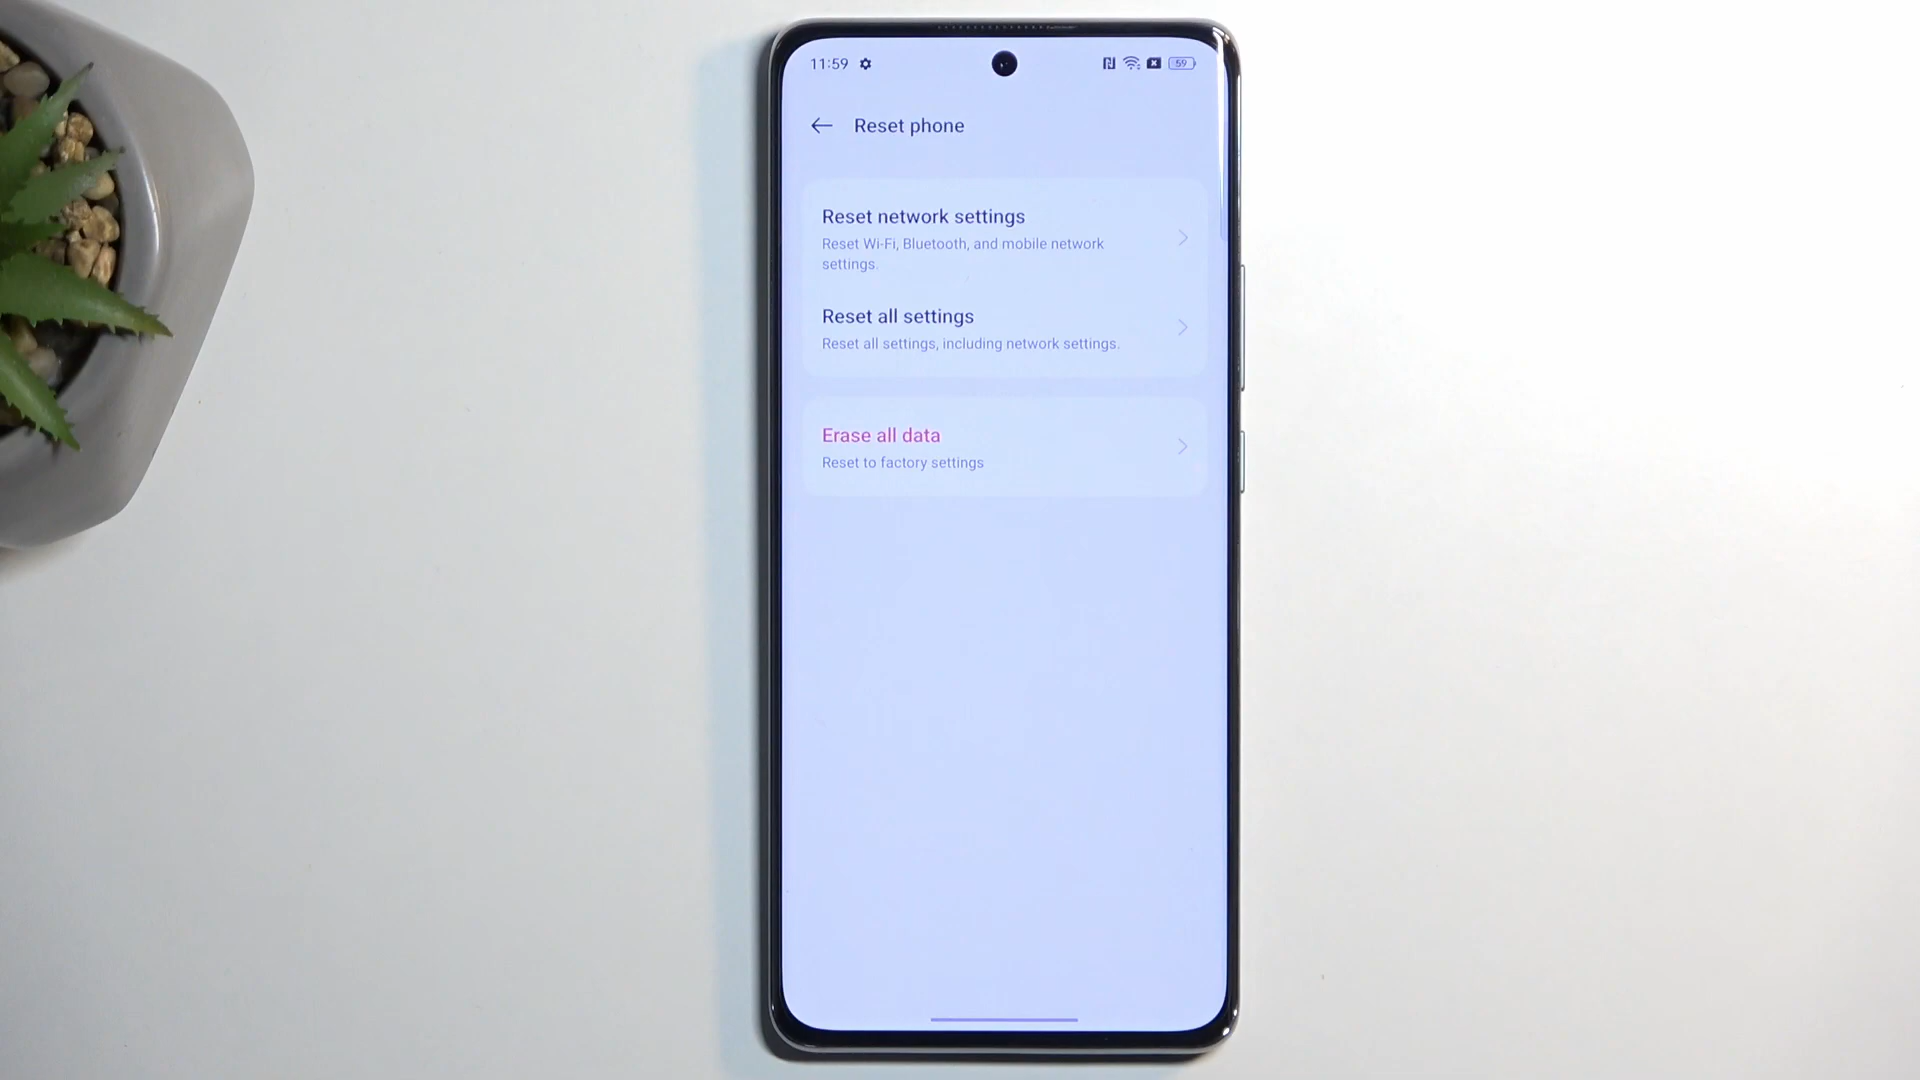 11:59
59
Reset phone
Reset network settings
Reset Wi-Fi, Bluetooth, and mobile network
settings.
Reset all settings
Reset all settings, including network settings.
Erase all data
Reset to factory settings